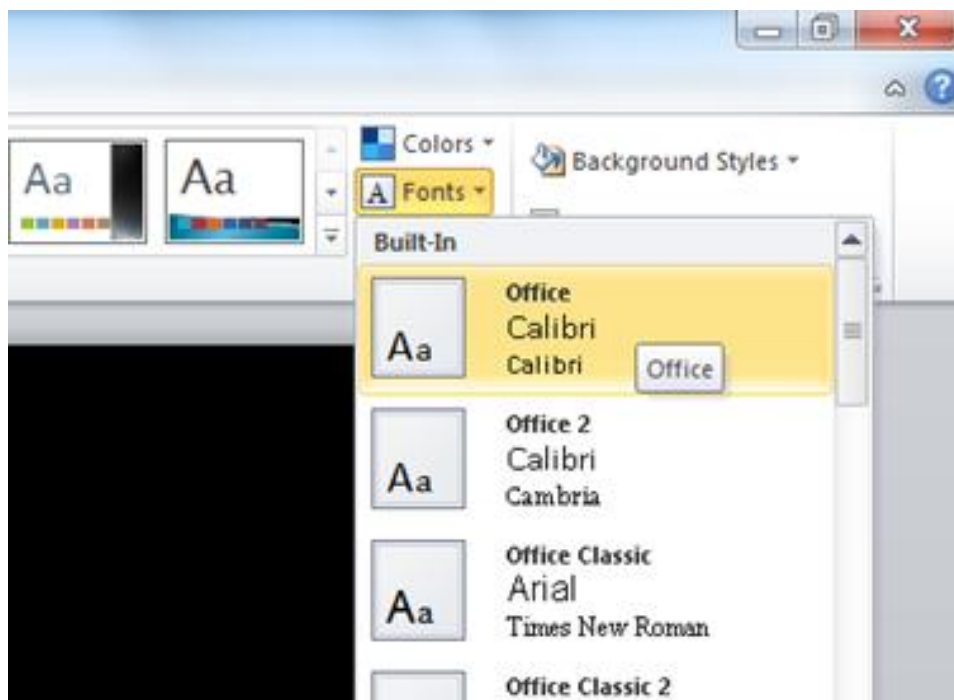 ?
Aa
Aa
Colors
Fonts
Background Styles
Built-In
Aa
Office
Calibri
Calibri
Office
Aa
Office 2
Calibri
Cambria
Aa
Office Classic
Arial
Times New Roman
Office Classic 2